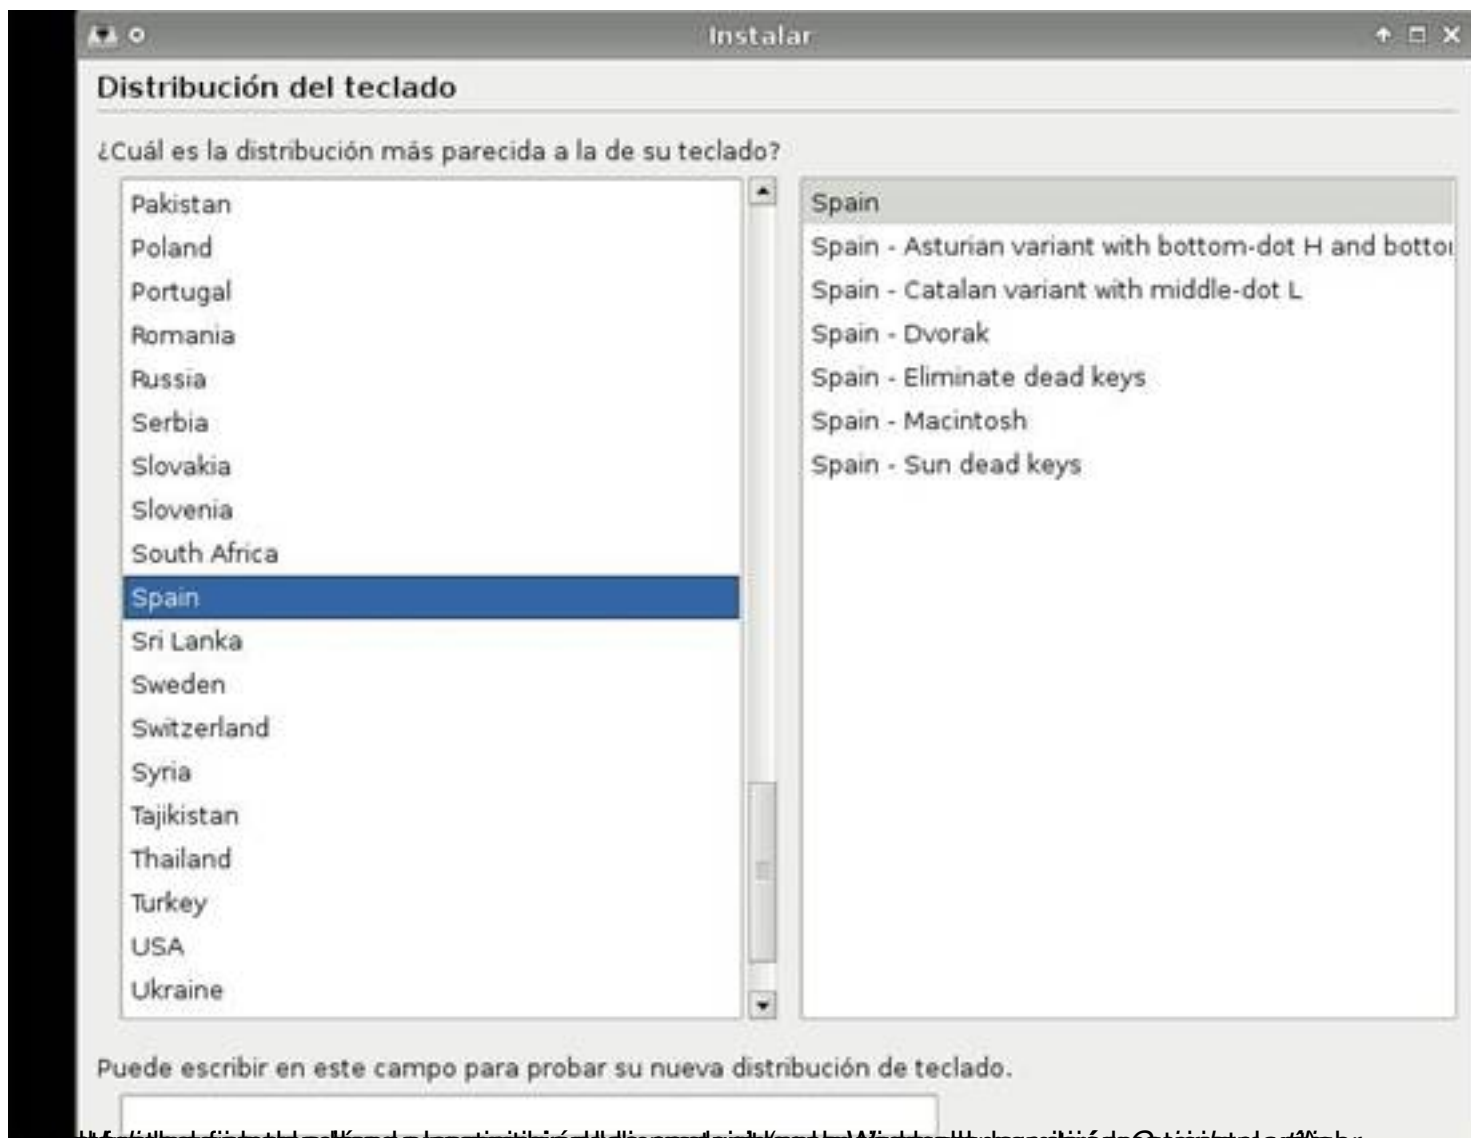 Instalar
Distribución del teclado
¿Cuál es la distribución más parecida a la de su teclado?
Pakistan
Poland
Portugal
Romania
Russia
Serbia
Slovakia
Slovenia
South Africa
Spain
Sri Lanka
Sweden
Switzerland
Syria
Tajikistan
Thailand
Turkey
USA
Ukraine
Spain
Spain - Asturian variant with bottom-dot H and
Spain - Catalan variant with middle-dot L
Spain - Dvorak
Spain - Eliminate dead keys
Spain - Macintosh
Spain - Sun dead keys
Puede escribir en este campo para probar su nueva distribución de teclado.